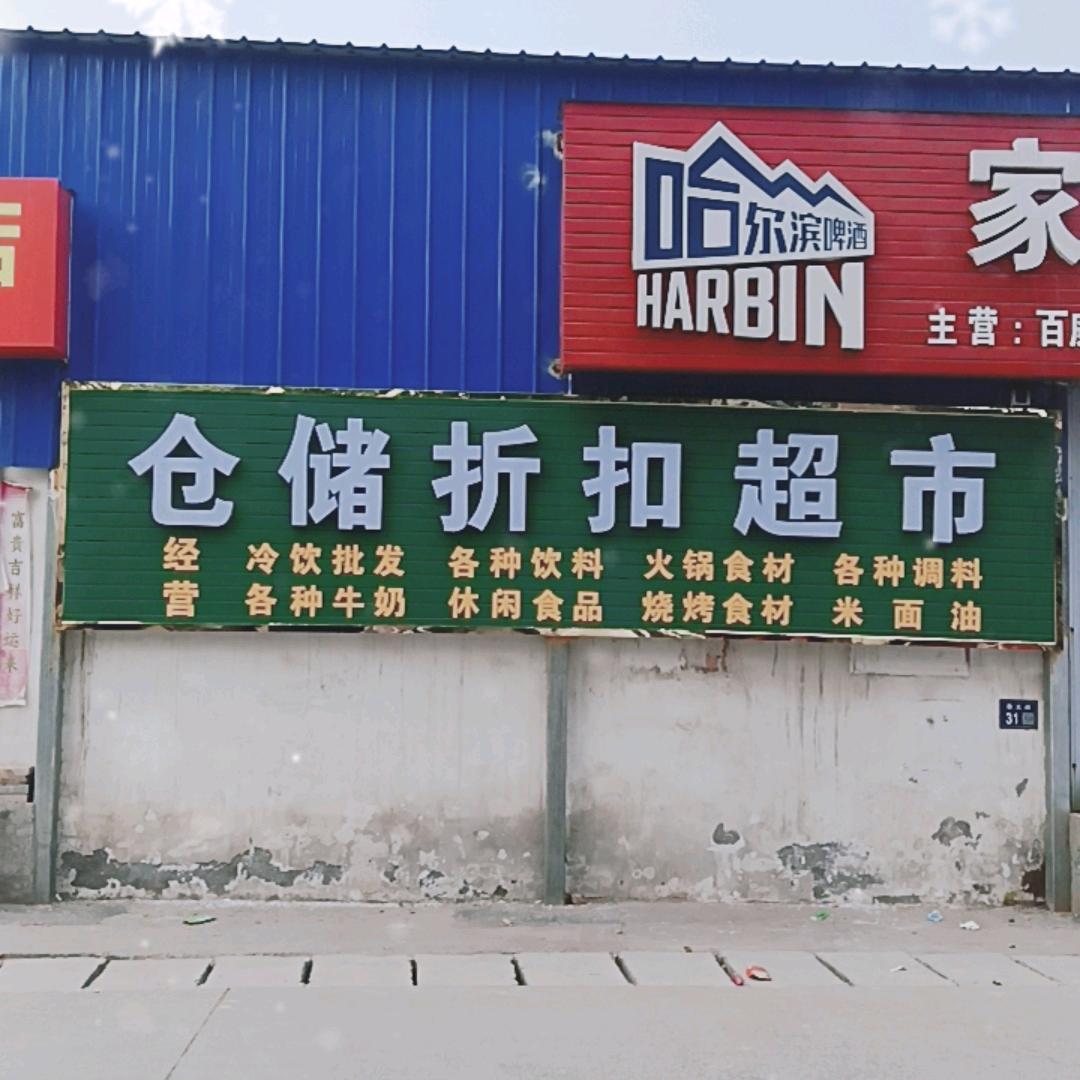 哈尔滨啤酒
HARBIN
家
主营：百
仓储折扣超市
经营
冷饮批发 各种饮料 火锅食材 各种调料
各种牛奶 休闲食品 烧烤食材 米面油
富贵吉祥好运来
31